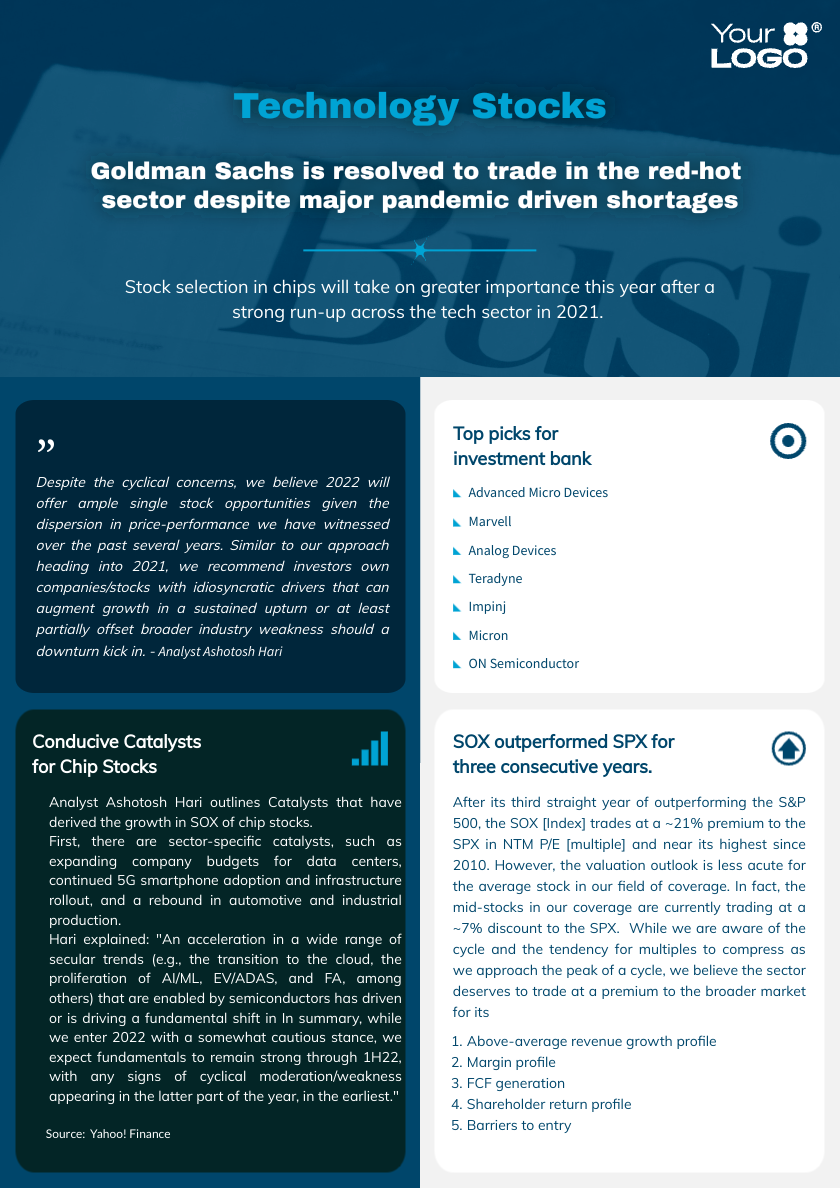 Your ®
LOGO
Technology Stocks
Goldman Sachs is resolved to trade in the red-hot
sector despite major pandemic driven shortages
Busi
Stock selection in chips will take on greater importance this year after a
strong run-up across the tech sector in 2021.
”
Despite the cyclical concerns, we believe 2022 will
offer ample single stock opportunities given the
dispersion in price-performance we have witnessed
over the past several years. Similar to our approach
heading into 2021, we recommend investors own
companies/stocks with idiosyncratic drivers that can
augment growth in a sustained upturn or at least
partially offset broader industry weakness should a
downturn kick in. - Analyst Ashotosh Hari
Top picks for
investment bank
Advanced Micro Devices
Marvell
Analog Devices
Teradyne
Impinj
Micron
ON Semiconductor
Conducive Catalysts
for Chip Stocks
Analyst Ashotosh Hari outlines Catalysts that have
derived the growth in SOX of chip stocks.
First, there are sector-specific catalysts, such as
expanding company budgets for data centers,
continued 5G smartphone adoption and infrastructure
rollout, and a rebound in automotive and industrial
production.
Hari explained: "An acceleration in a wide range of
secular trends (e.g., the transition to the cloud, the
proliferation of AI/ML, EV/ADAS, and FA, among
others) that are enabled by semiconductors has driven
or is driving a fundamental shift in In summary, while
we enter 2022 with a somewhat cautious stance, we
expect fundamentals to remain strong through 1H22,
with any signs of cyclical moderation/weakness
appearing in the latter part of the year, in the earliest."
Source: Yahoo! Finance
SOX outperformed SPX for
three consecutive years.
After its third straight year of outperforming the S&P
500, the SOX [Index] trades at a ~21% premium to the
SPX in NTM P/E [multiple] and near its highest since
2010. However, the valuation outlook is less acute for
the average stock in our field of coverage. In fact, the
mid-stocks in our coverage are currently trading at a
~7% discount to the SPX. While we are aware of the
cycle and the tendency for multiples to compress as
we approach the peak of a cycle, we believe the sector
deserves to trade at a premium to the broader market
for its
1. Above-average revenue growth profile
2. Margin profile
3. FCF generation
4. Shareholder return profile
5. Barriers to entry